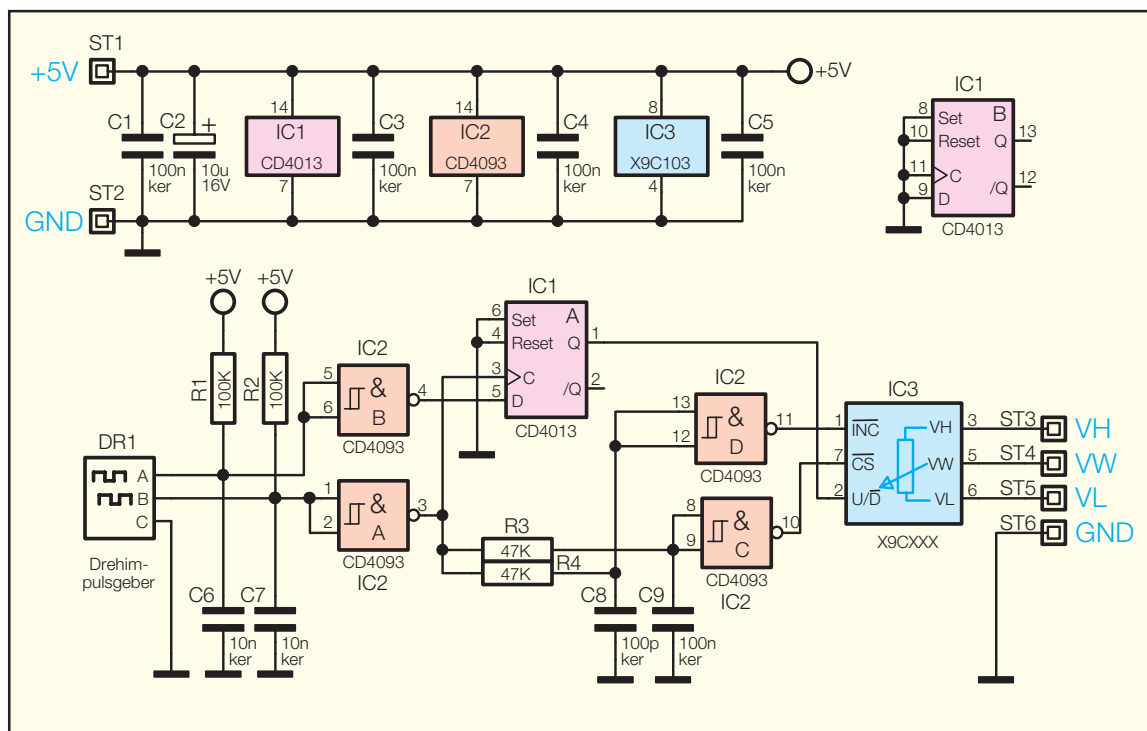 ST1
+5V
+5V
C1
100n
ker
C2
+
10u
16V
14
IC1
CD4013
7
C3
100n
ker
14
IC2
CD4093
7
C4
100n
ker
8
IC3
X9C103
4
C5
100n
ker
ST2
GND
IC1
8 Set B
10 Reset Q 13
11 C
9 D /Q 12
CD4013
+5V +5V
R1 100K
R2 100K
IC2
5
6
&
B
4
CD4093
IC1
6 Set A
4 Reset Q 1
3 C
5 D /Q 2
CD4013
DR1
A
B
C
Drehim-
pulsgeber
1
2
&
A
3
CD4093
IC2
R3
47K
47K
R4
IC2
13
12
&
D
11
CD4093
8
9
&
C
10
CD4093
IC2
C6
10n
ker
C7
10n
ker
C8
100p
ker
C9
100n
ker
IC3
1 INC VH 3
7 CS VW 5
2 U/D VL 6
X9CXXX
ST3 VH
ST4 VW
ST5 VL
ST6 GND